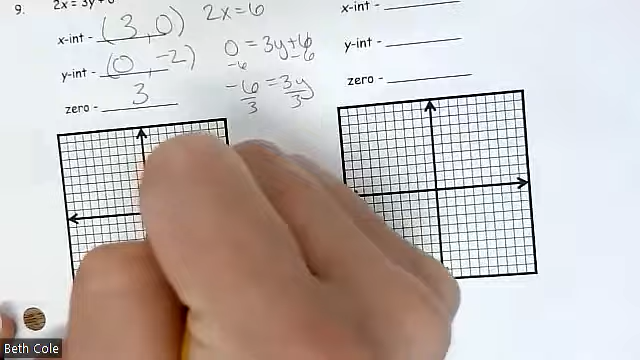 9.
2x = 3y + 6
x-int - (3, 0)
2x = 6
y-int - (0, -2)
0 = 3y + 6
-6 -6
zero - 3
-6 = 3y
3 3
x-int -
y-int -
zero -
Beth Cole